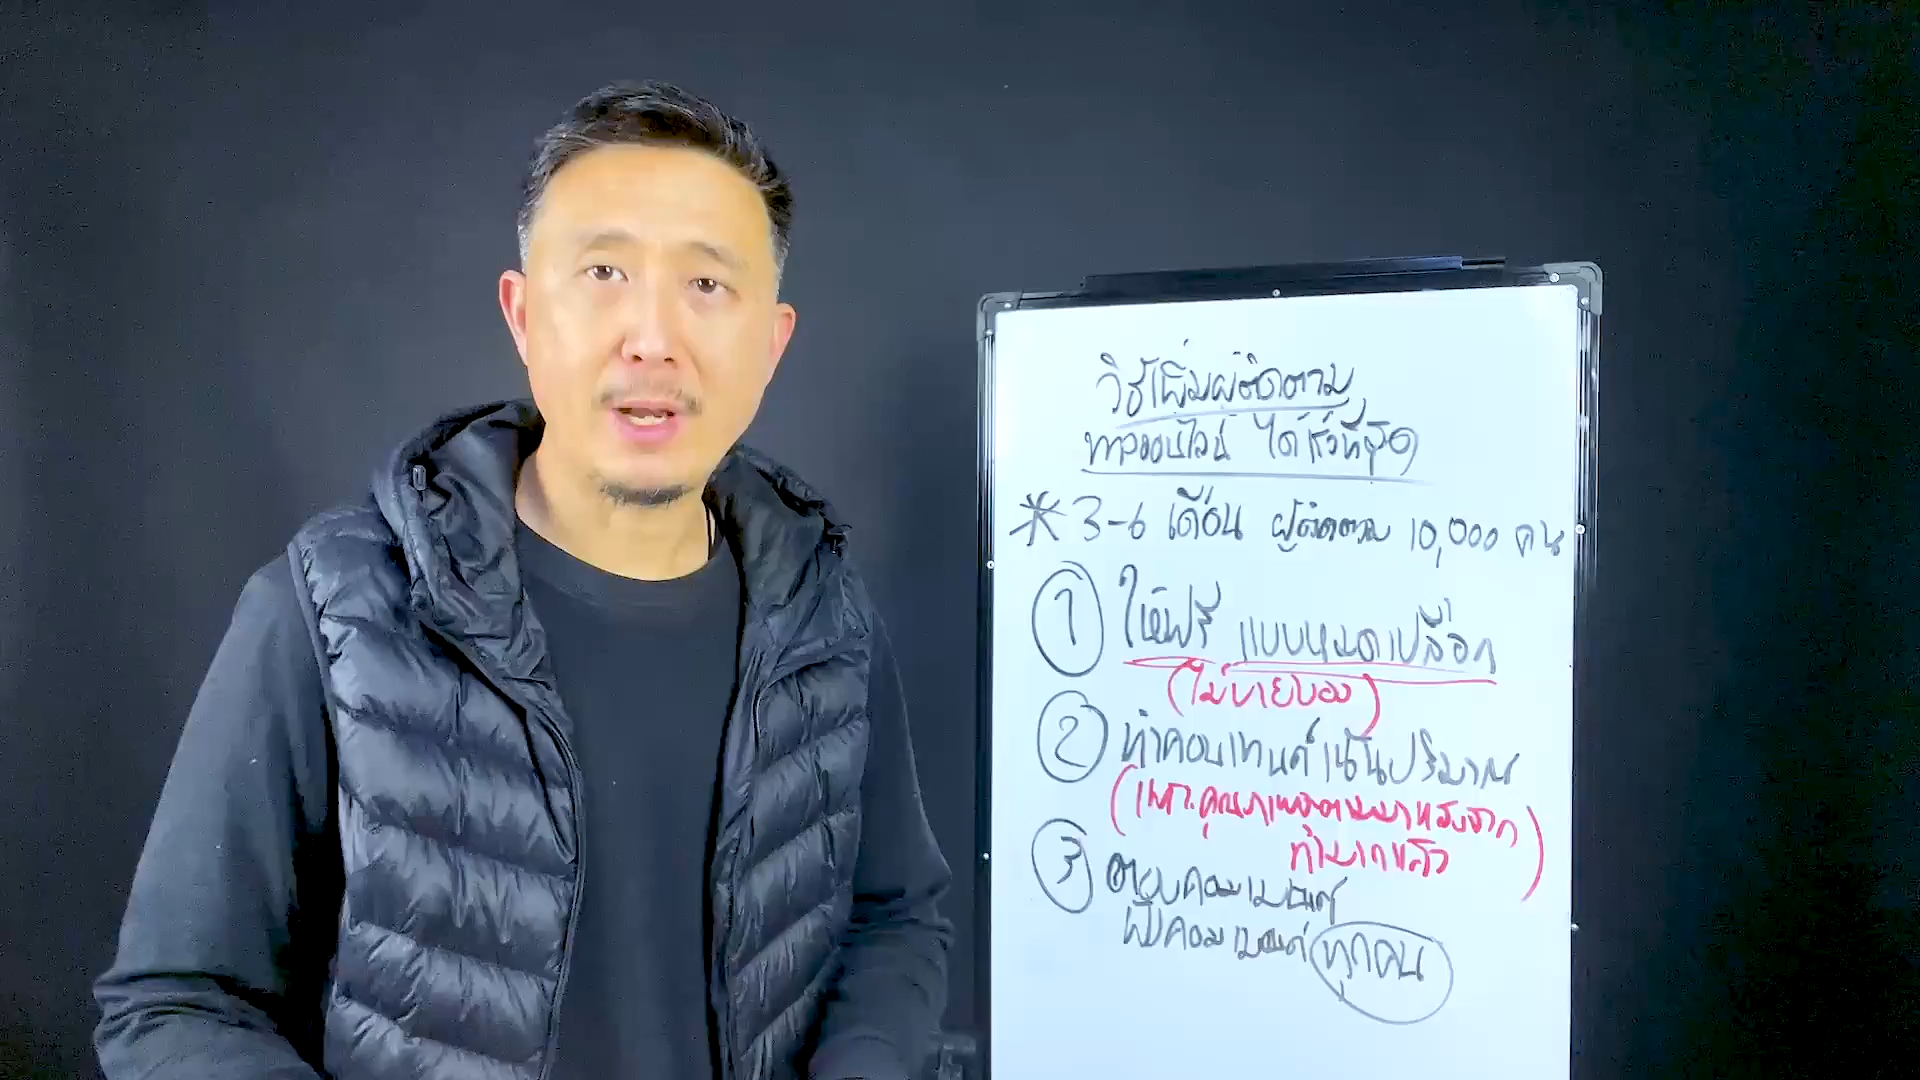 วิธีเพิ่มผู้ติดตาม
ทางออนไลน์ ได้เร็วที่สุด
* 3-6 เดือน ผู้ติดตาม 10,000 คน
① ให้ฟรี แบบหมดเปลือก
(ไม่ขายของ)
② ทำคอนเทนต์เน้นปริมาณ
(เพราะคุณภาพจะตามมาหลังจาก
ทำมากแล้ว)
③ ตอบคอมเมนต์
คอมเมนต์ ทุกคน